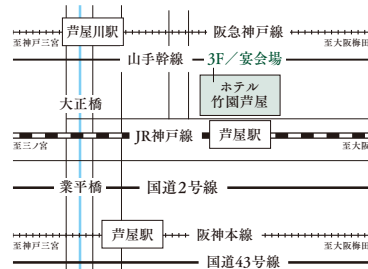 芦屋川駅
阪急神戸線
至神戸三宮
至大阪梅田
山手幹線
3F／宴会場
ホテル
竹園芦屋
大正橋
JR神戸線
芦屋駅
至三ノ宮
至大阪
業平橋
国道2号線
芦屋駅
阪神本線
至神戸三宮
至大阪梅田
国道43号線